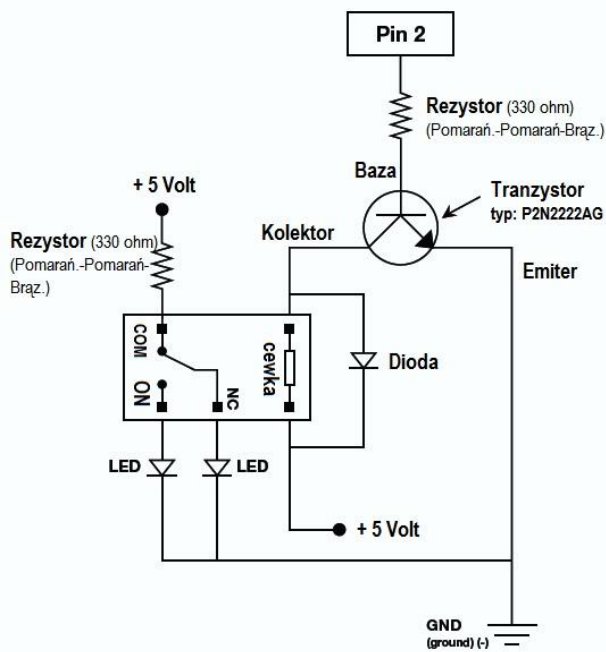 Pin 2
Rezystor (330 ohm)
(Pomarań.-Pomarań-Brąz.)
Baza
+ 5 Volt
Tranzystor
typ: P2N2222AG
Rezystor (330 ohm)
(Pomarań.-Pomarań-
Brąz.)
Kolektor
Emiter
COM
ON
NC
cewka
Dioda
LED
LED
+ 5 Volt
GND
(ground) (-)